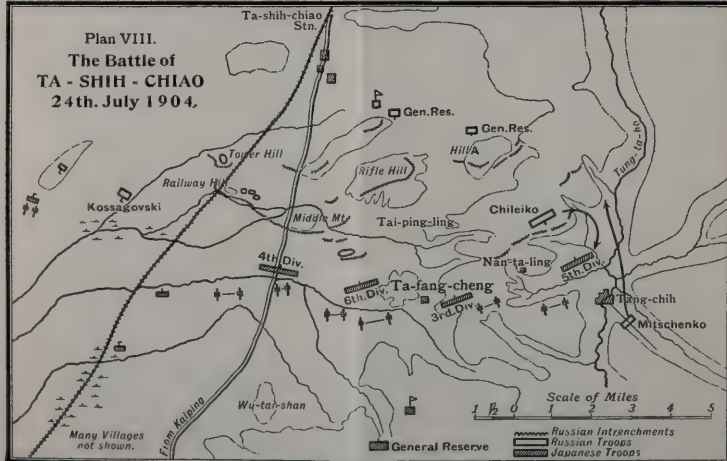 Plan VIII.
The Battle of
TA - SHIH - CHIAO
24th. July 1904.
Ta-shih-chiao
Stn.
Gen.Res.
Gen.Res.
Tower Hill
Hill A
Rifle Hill
Railway Hill
Kossagovski
Middle Mt.
Tai-ping-ling
Chileiko
Tung-ta-ho
4th Div.
Nan-ta-ling
5th. Div.
6th. Div.
Ta-fang-cheng
3rd. Div.
Tang-chih
Mitschenko
Wu-tai-shan
From Kaiping
Many Villages
not shown.
General Reserve
Scale of Miles
1 ½ 0 1 2 3
Russian Intrenchments
Russian Troops
Japanese Troops